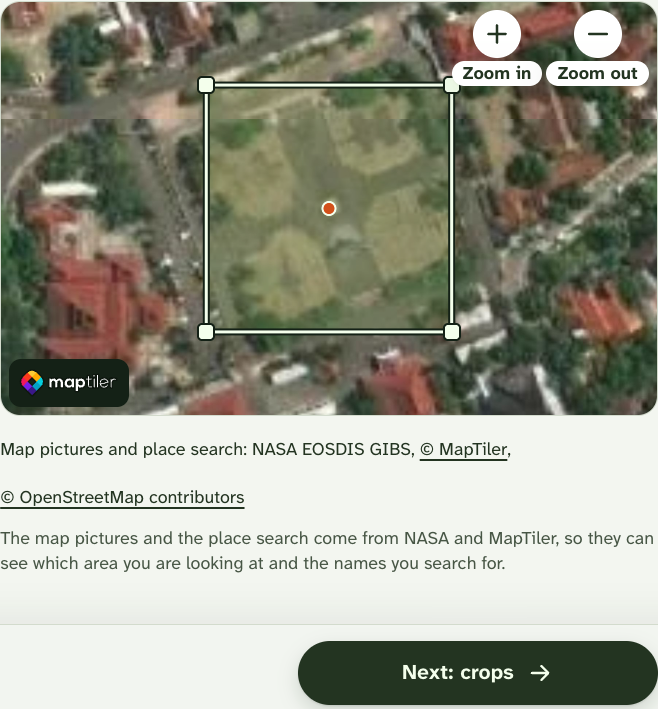 Zoom in
Zoom out
maptiler
Map pictures and place search: NASA EOSDIS GIBS, © MapTiler,
© OpenStreetMap contributors
The map pictures and the place search come from NASA and MapTiler, so they can
see which area you are looking at and the names you search for.
Next: crops →